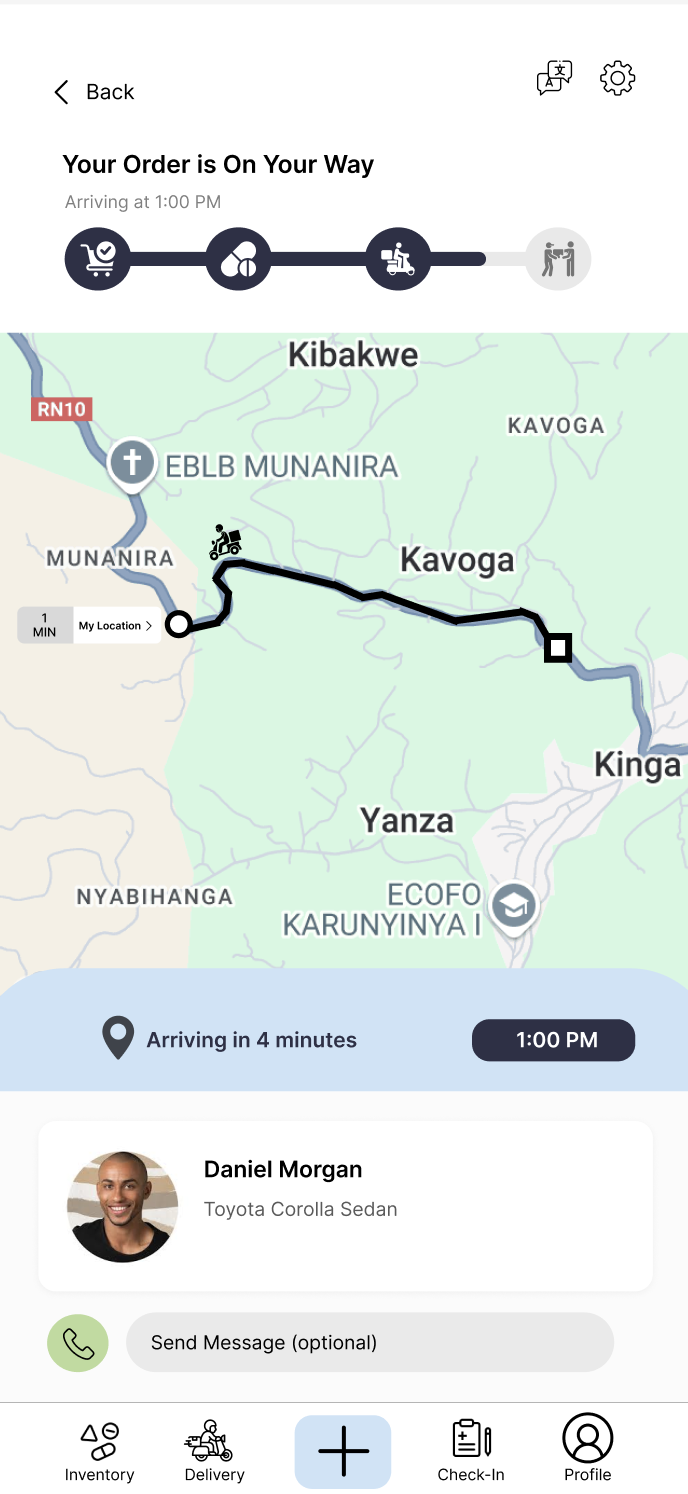 Back
Your Order is On Your Way
Arriving at 1:00 PM
Kibakwe
RN10
KAVOGA
EBLB MUNANIRA
MUNANIRA
Kavoga
1
MIN
My Location
Kinga
Yanza
NYABIHANGA
ECOFO
KARUNYINYA I
Arriving in 4 minutes
1:00 PM
Daniel Morgan
Toyota Corolla Sedan
Send Message (optional)
Inventory
Delivery
Check-In
Profile